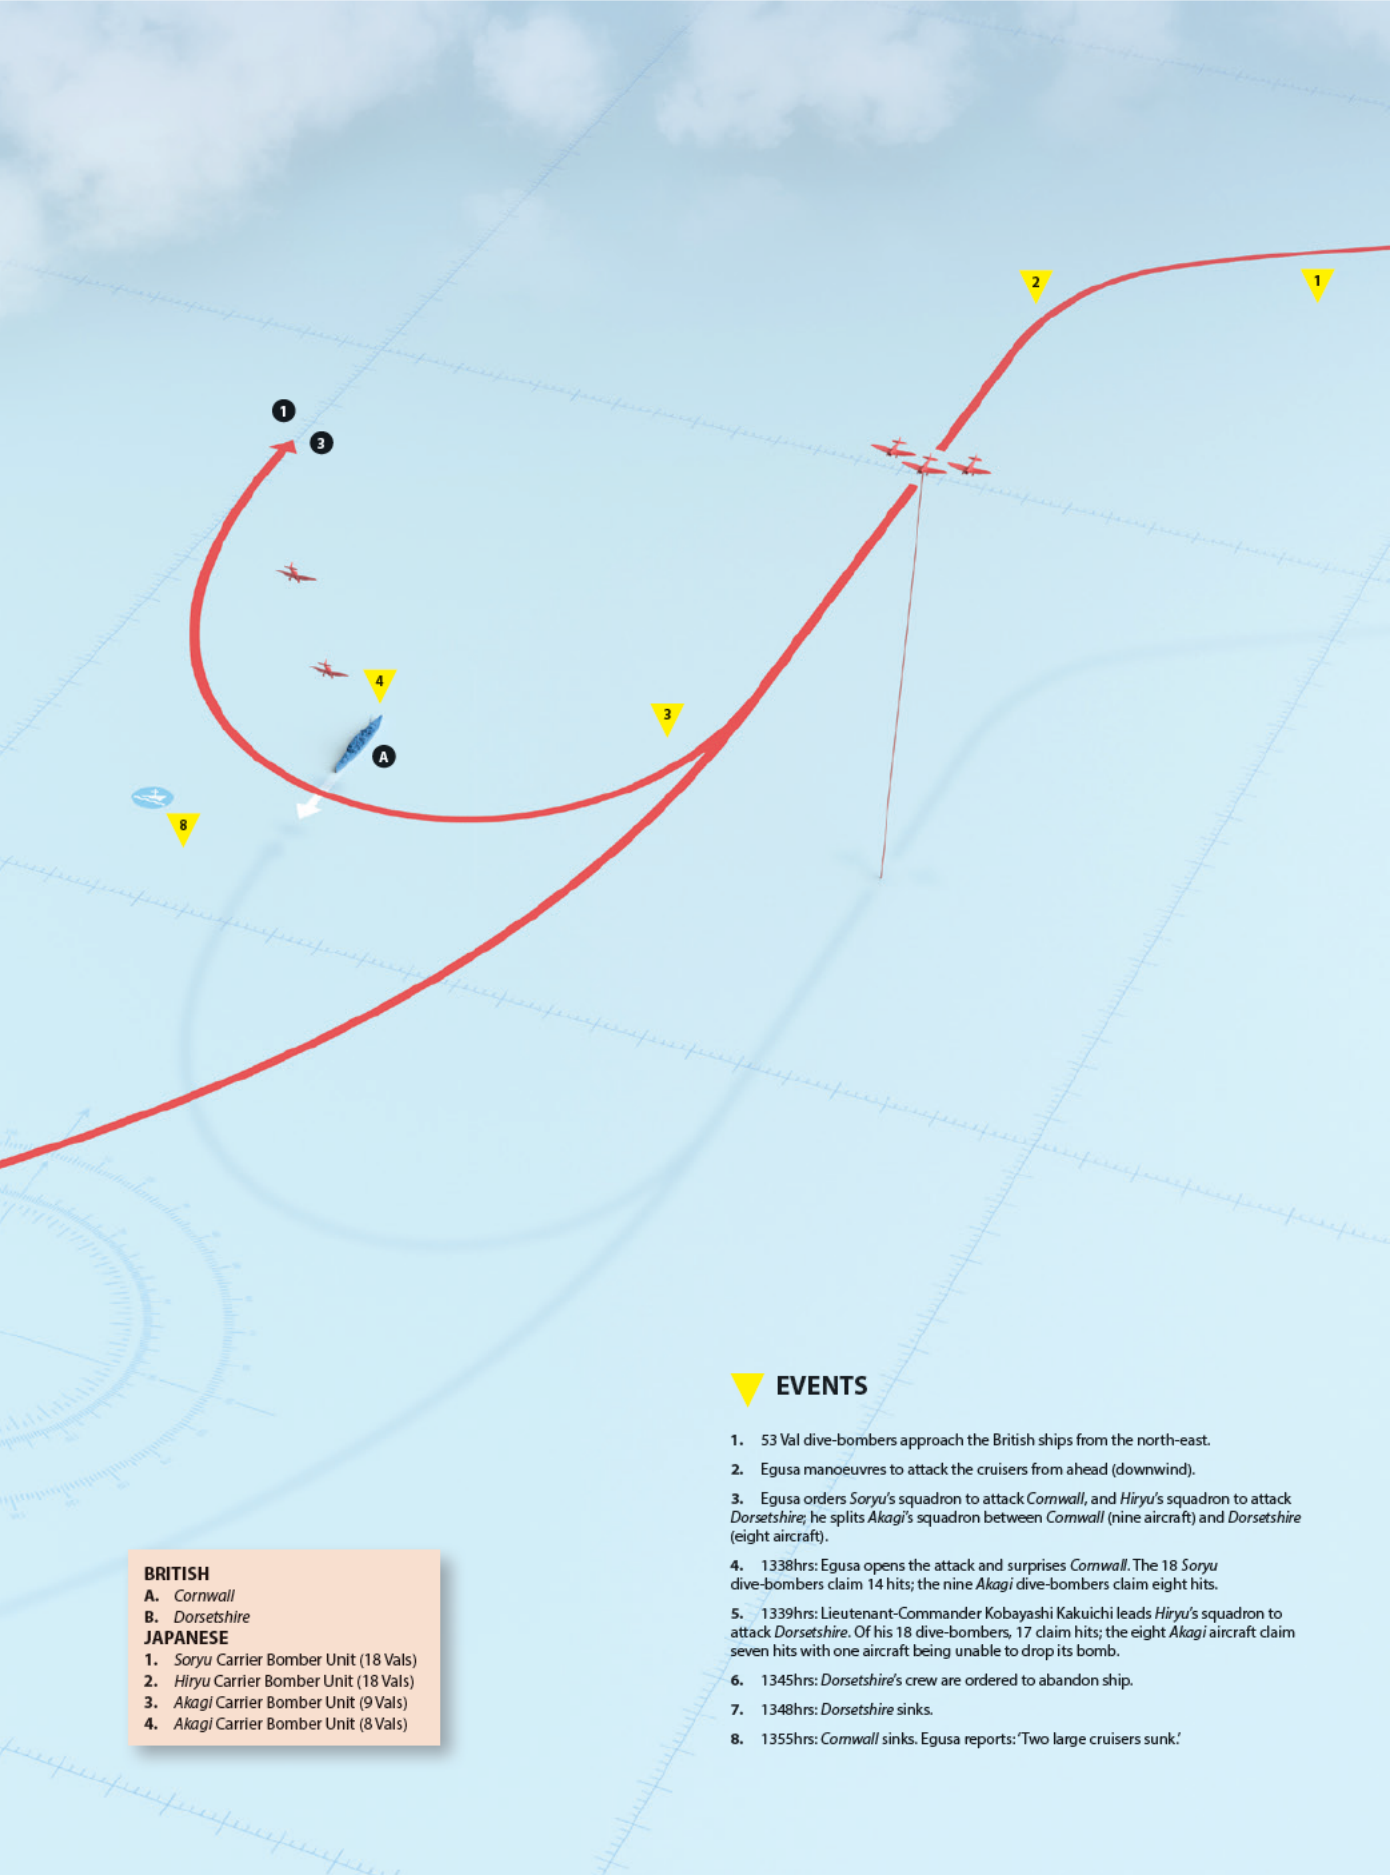 2
1
1
3
4
3
A
8
EVENTS
1. 53 Val dive-bombers approach the British ships from the north-east.
2. Egusa manoeuvres to attack the cruisers from ahead (downwind).
3. Egusa orders Soryu's squadron to attack Cornwall, and Hiryu's squadron to attack
Dorsetshire; he splits Akagi's squadron between Cornwall (nine aircraft) and Dorsetshire
(eight aircraft).
4. 1338hrs: Egusa opens the attack and surprises Cornwall. The 18 Soryu
dive-bombers claim 14 hits; the nine Akagi dive-bombers claim eight hits.
5. 1339hrs: Lieutenant-Commander Kobayashi Kakuichi leads Hiryu's squadron to
attack Dorsetshire. Of his 18 dive-bombers, 17 claim hits; the eight Akagi aircraft claim
seven hits with one aircraft being unable to drop its bomb.
6. 1345hrs: Dorsetshire's crew are ordered to abandon ship.
7. 1348hrs: Dorsetshire sinks.
8. 1355hrs: Cornwall sinks. Egusa reports: 'Two large cruisers sunk.'
BRITISH
A. Cornwall
B. Dorsetshire
JAPANESE
1. Soryu Carrier Bomber Unit (18 Vals)
2. Hiryu Carrier Bomber Unit (18 Vals)
3. Akagi Carrier Bomber Unit (9 Vals)
4. Akagi Carrier Bomber Unit (8 Vals)